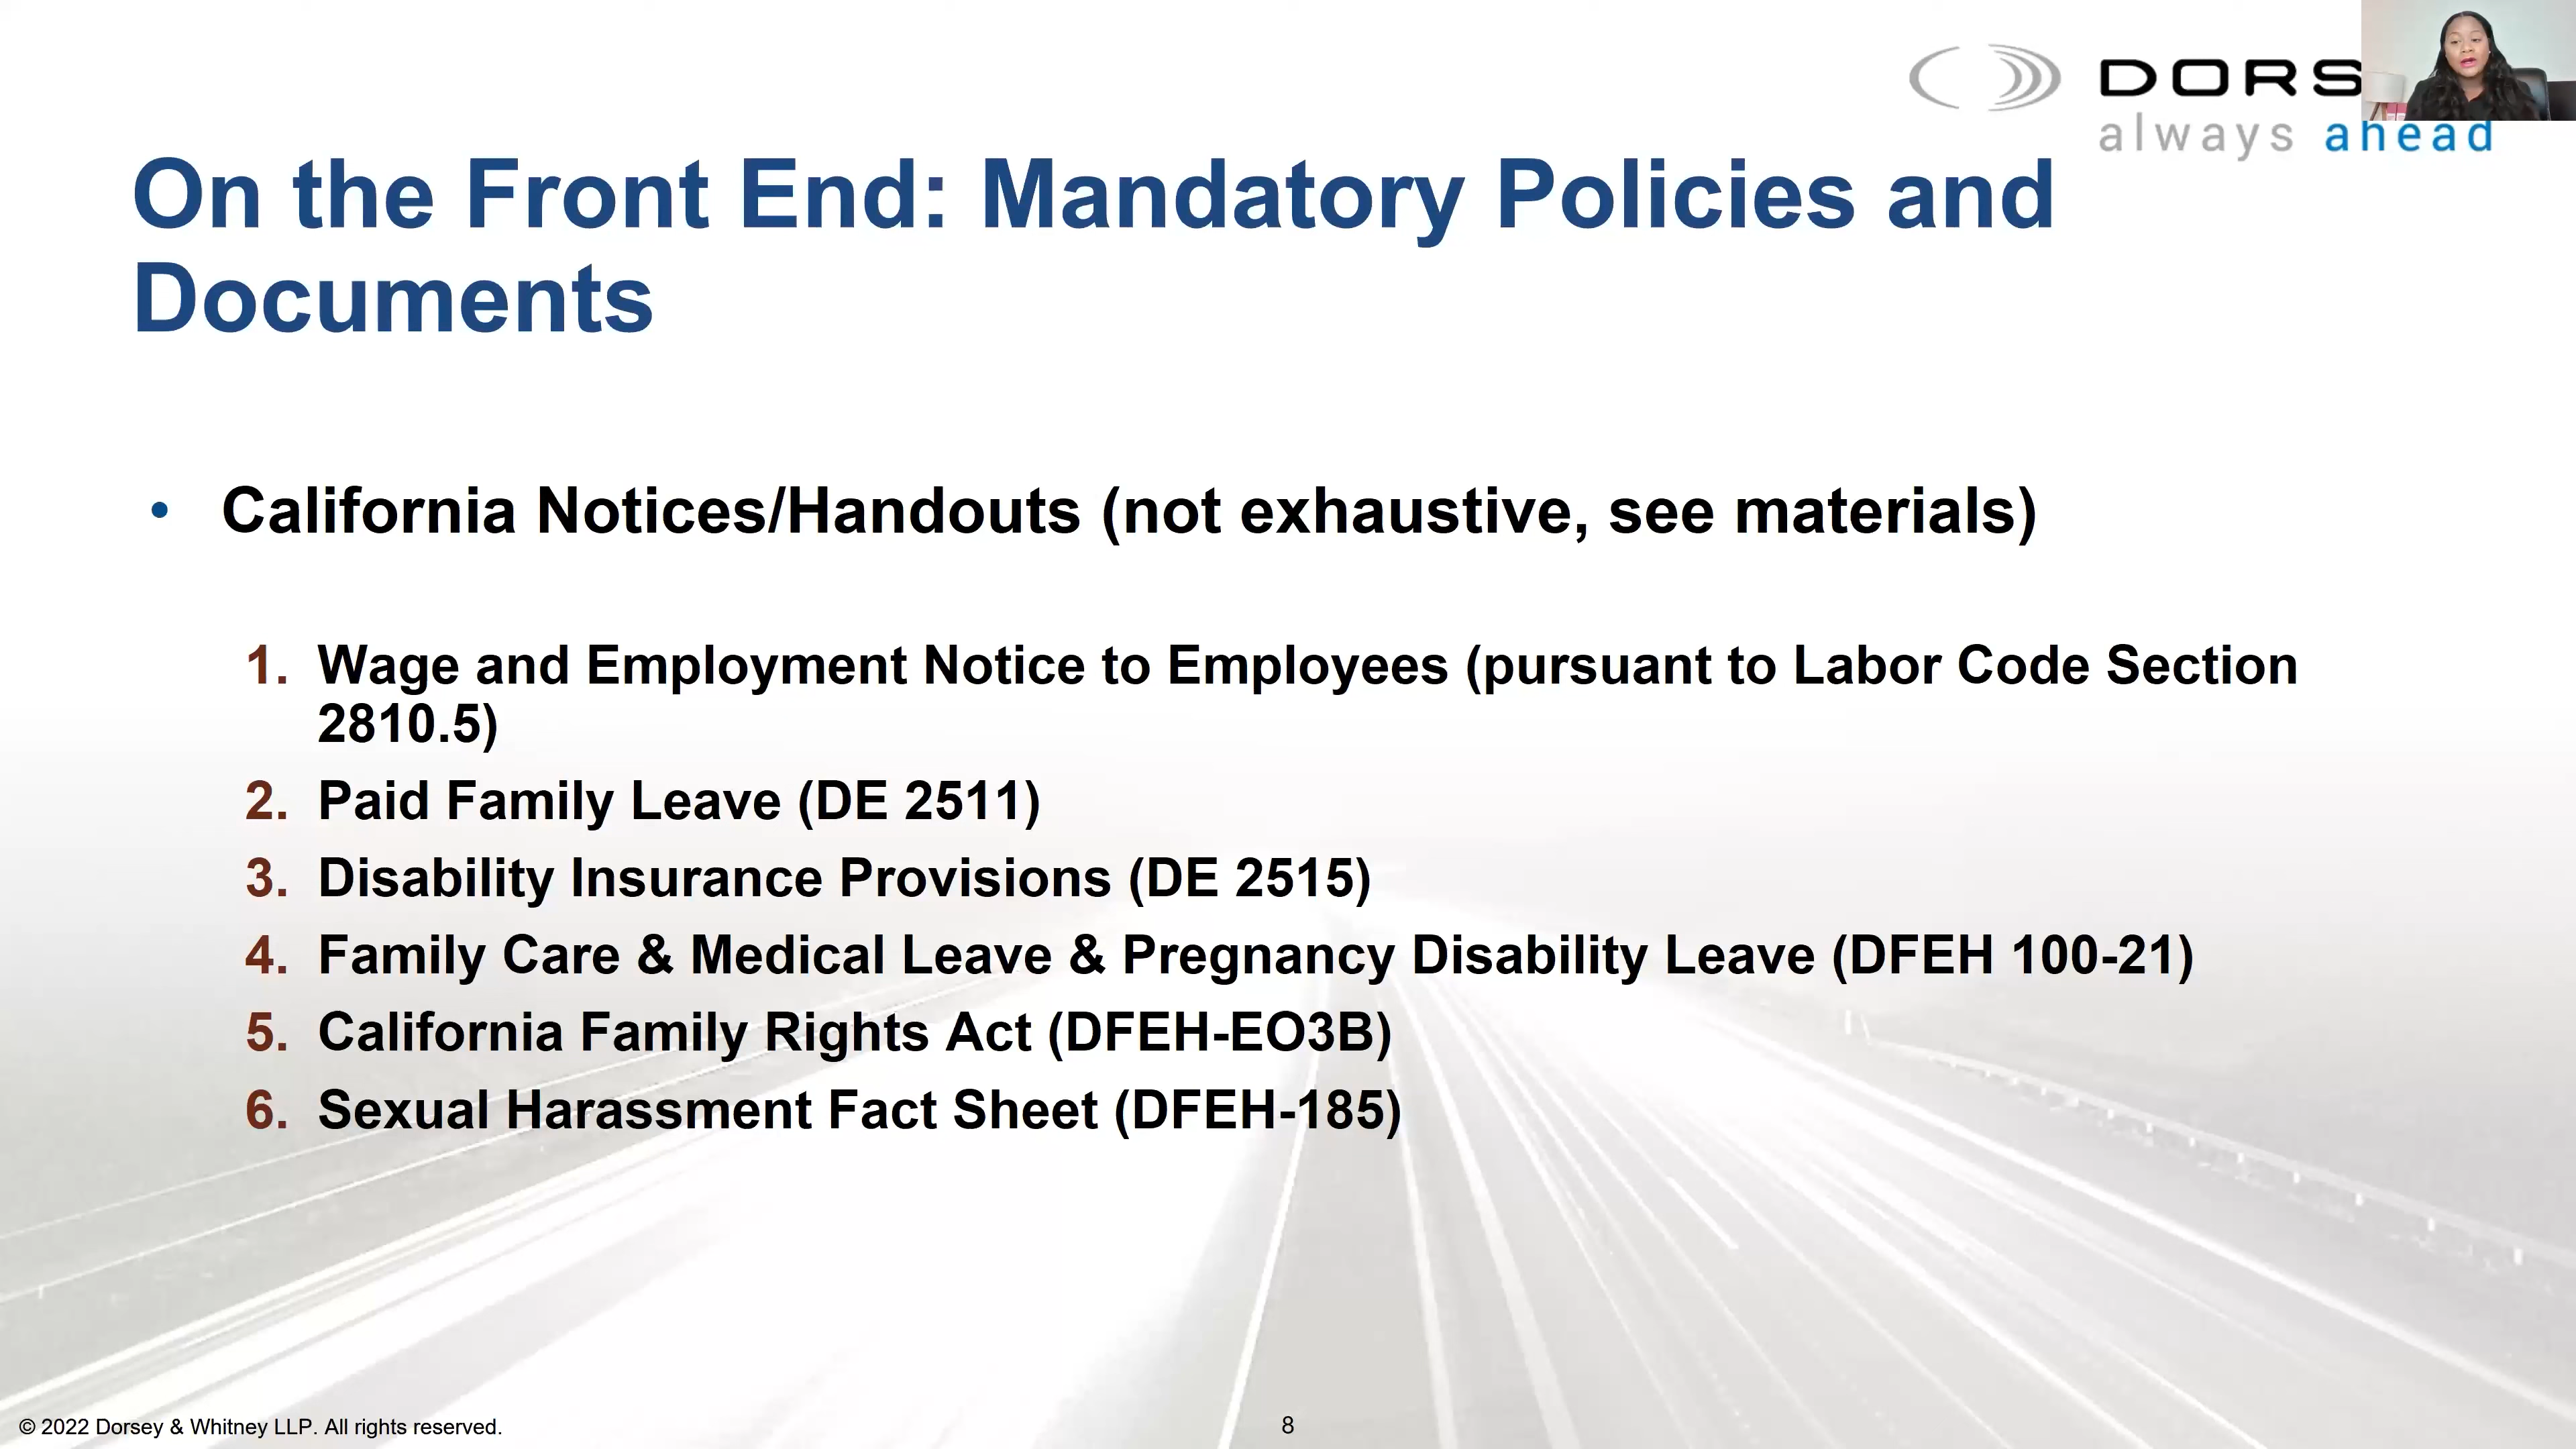 DORS
always ahead
On the Front End: Mandatory Policies and
Documents
• California Notices/Handouts (not exhaustive, see materials)
1. Wage and Employment Notice to Employees (pursuant to Labor Code Section
2810.5)
2. Paid Family Leave (DE 2511)
3. Disability Insurance Provisions (DE 2515)
4. Family Care & Medical Leave & Pregnancy Disability Leave (DFEH 100-21)
5. California Family Rights Act (DFEH-EO3B)
6. Sexual Harassment Fact Sheet (DFEH-185)
© 2022 Dorsey & Whitney LLP. All rights reserved.
8